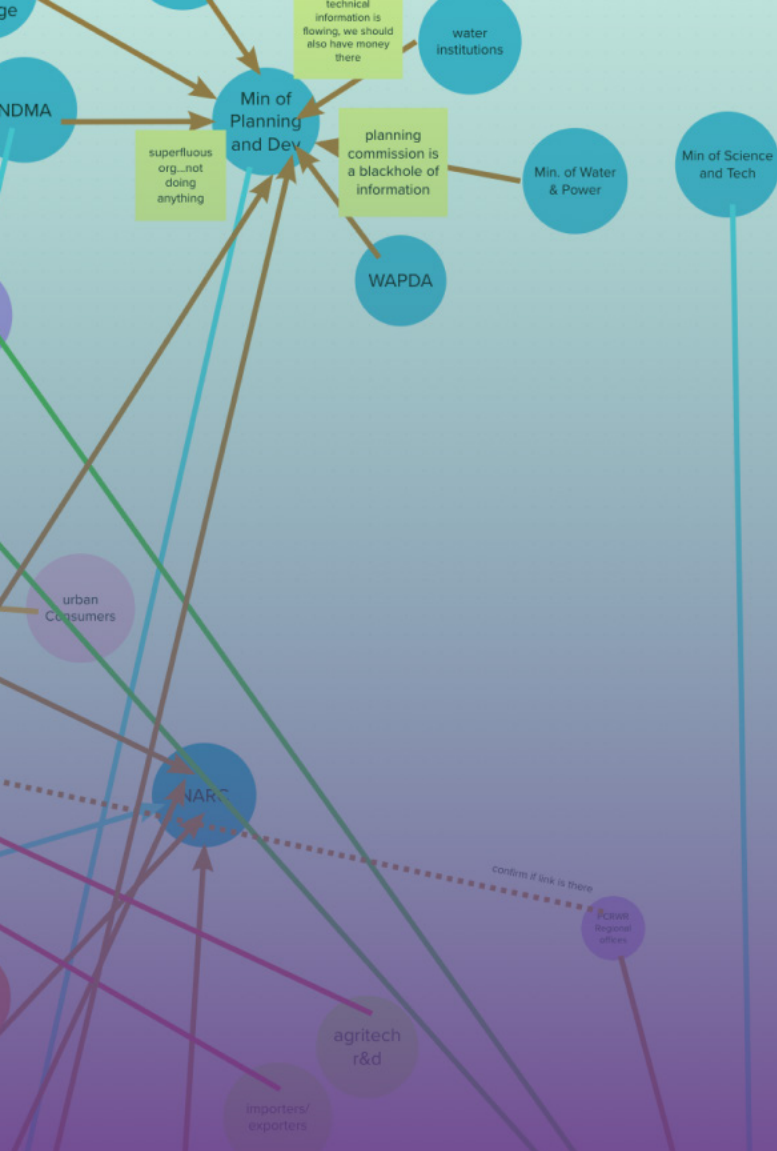 ge
technical
information is
flowing, we should
also have money
there
water
institutions
NDMA
Min of
Planning
and Dev
superfluous
org...not
doing
anything
planning
commission is
a blackhole of
information
Min. of Water
& Power
Min of Science
and Tech
WAPDA
urban
Consumers
NARC
confirm if link is there
PCRWR
Regional
offices
agritech
r&d
importers/
exporters